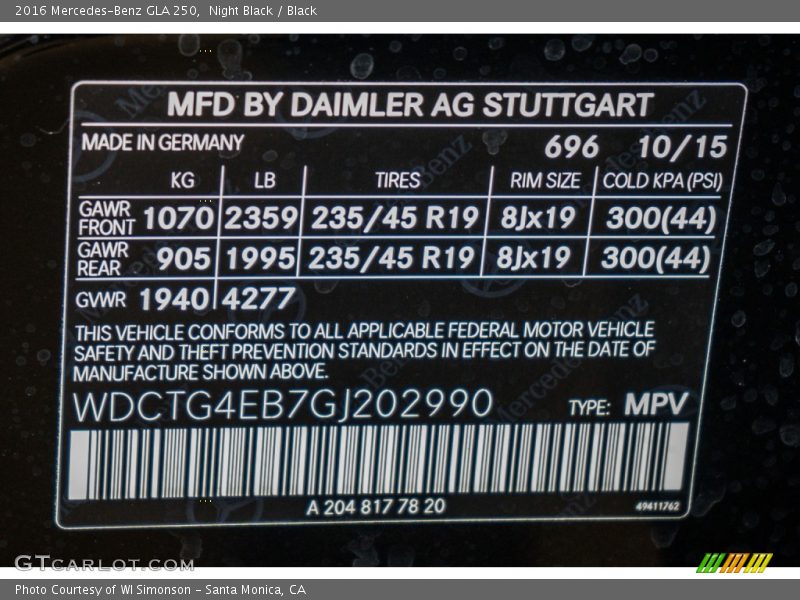 2016 Mercedes-Benz GLA 250,  Night Black / Black
MFD BY DAIMLER AG STUTTGART
MADE IN GERMANY 696 10/15
KG LB TIRES RIM SIZE COLD KPA (PSI)
GAWR FRONT 1070 2359 235/45 R19 8Jx19 300(44)
GAWR REAR 905 1995 235/45 R19 8Jx19 300(44)
GVWR 1940 4277
THIS VEHICLE CONFORMS TO ALL APPLICABLE FEDERAL MOTOR VEHICLE
SAFETY AND THEFT PREVENTION STANDARDS IN EFFECT ON THE DATE OF
MANUFACTURE SHOWN ABOVE.
WDCTG4EB7GJ202990 TYPE: MPV
A 204 817 78 20 49411762
GTCARLOT.COM
Photo Courtesy of WI Simonson - Santa Monica, CA